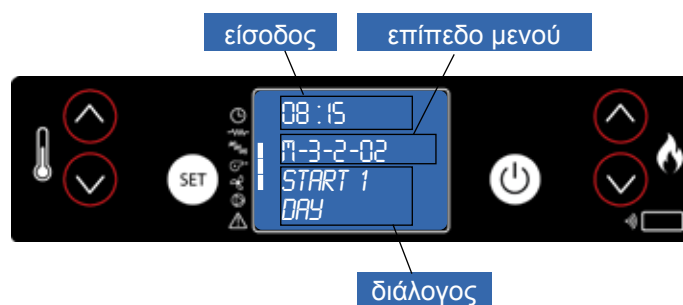 είσοδος
επίπεδο μενού
08:15
M-3-2-02
SET
START 1
DAY
διάλογος